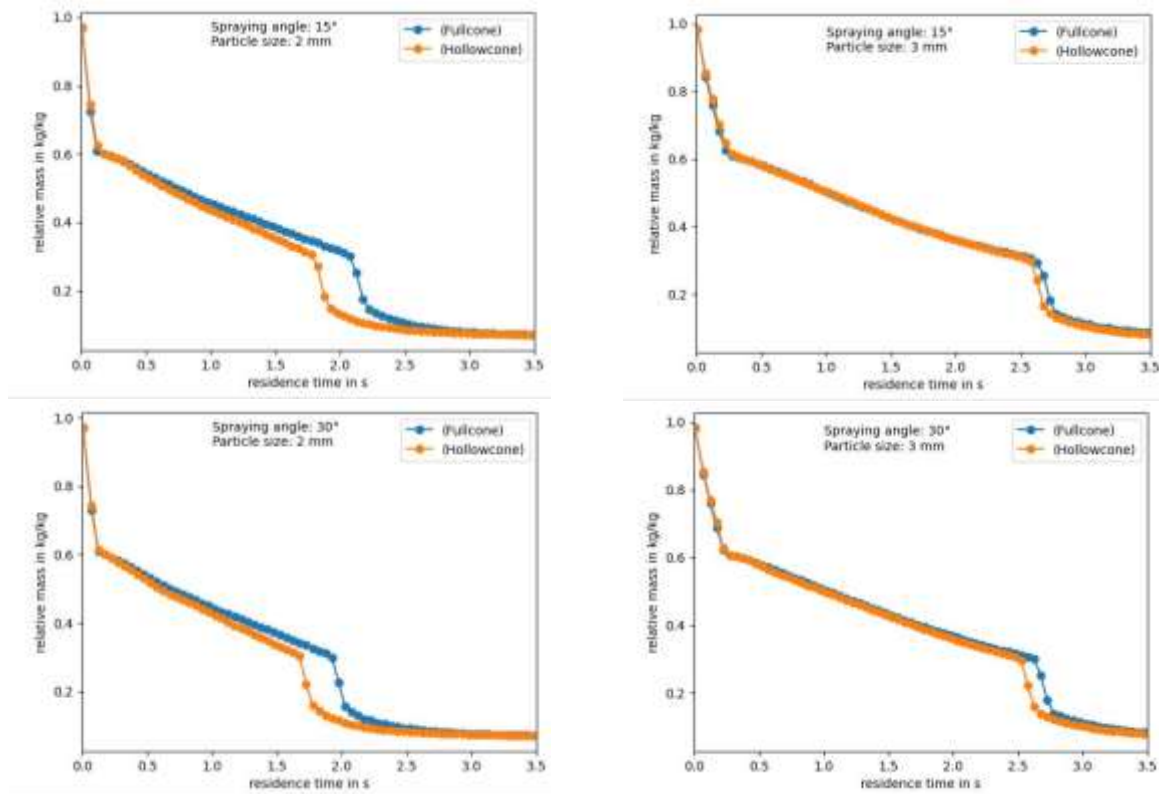 Spraying angle: 15°
Particle size: 2 mm
(Fullcone)
(Hollowcone)
relative mass in kg/kg
1.0
0.8
0.6
0.4
0.2
0.0 0.5 1.0 1.5 2.0 2.5 3.0 3.5
residence time in s
Spraying angle: 15°
Particle size: 3 mm
(Fullcone)
(Hollowcone)
relative mass in kg/kg
1.0
0.8
0.6
0.4
0.2
0.0 0.5 1.0 1.5 2.0 2.5 3.0 3.5
residence time in s
Spraying angle: 30°
Particle size: 2 mm
(Fullcone)
(Hollowcone)
relative mass in kg/kg
1.0
0.8
0.6
0.4
0.2
0.0 0.5 1.0 1.5 2.0 2.5 3.0 3.5
residence time in s
Spraying angle: 30°
Particle size: 3 mm
(Fullcone)
(Hollowcone)
relative mass in kg/kg
1.0
0.8
0.6
0.4
0.2
0.0 0.5 1.0 1.5 2.0 2.5 3.0 3.5
residence time in s